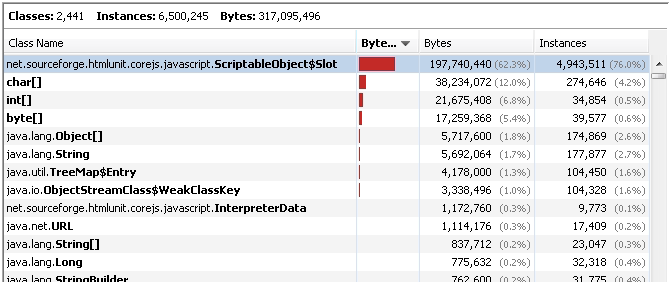 Classes: 2,441 Instances: 6,500,245 Bytes: 317,095,496
Class Name Byte... Bytes Instances
net.sourceforge.htmlunit.corejs.javascript.ScriptableObject$Slot 197,740,440 (62.3%) 4,943,511 (76.0%)
char[] 38,234,072 (12.0%) 274,646 (4.2%)
int[] 21,675,408 (6.8%) 34,854 (0.5%)
byte[] 17,259,368 (5.4%) 39,577 (0.6%)
java.lang.Object[] 5,717,600 (1.8%) 174,869 (2.6%)
java.lang.String 5,692,064 (1.7%) 177,877 (2.7%)
java.util.TreeMap$Entry 4,178,000 (1.3%) 104,450 (1.6%)
java.io.ObjectStreamClass$WeakClassKey 3,338,496 (1.0%) 104,328 (1.6%)
net.sourceforge.htmlunit.corejs.javascript.InterpreterData 1,172,760 (0.3%) 9,773 (0.1%)
java.net.URL 1,114,176 (0.3%) 17,409 (0.2%)
java.lang.String[] 837,712 (0.2%) 23,047 (0.3%)
java.lang.Long 775,632 (0.2%) 32,318 (0.4%)
java.lang.StringBuilder 762,600 (0.2%) 31,775 (0.4%)